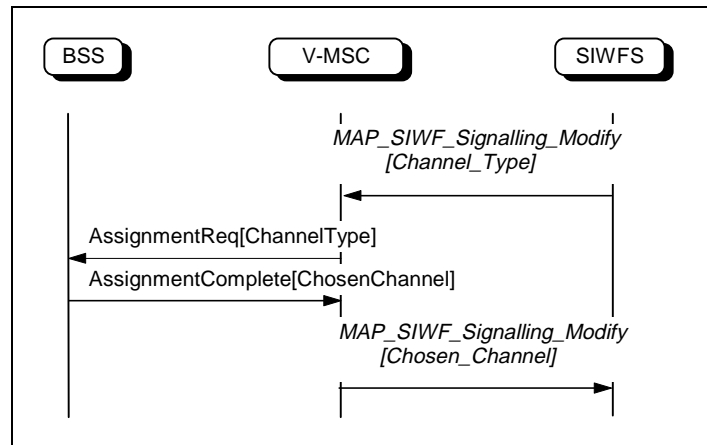 BSS
V-MSC
SIWFS
MAP_SIWF_Signalling_Modify
[Channel_Type]
AssignmentReq[ChannelType]
AssignmentComplete[ChosenChannel]
MAP_SIWF_Signalling_Modify
[Chosen_Channel]